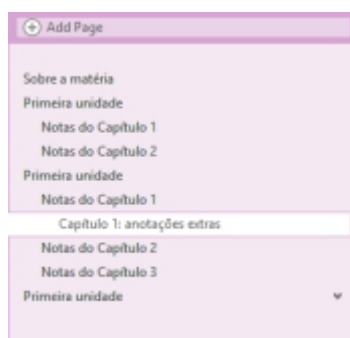 Add Page
Sobre a matéria
Primeira unidade
Notas do Capítulo 1
Notas do Capítulo 2
Primeira unidade
Notas do Capítulo 1
Capítulo 1: anotações extras
Notas do Capítulo 2
Notas do Capítulo 3
Primeira unidade